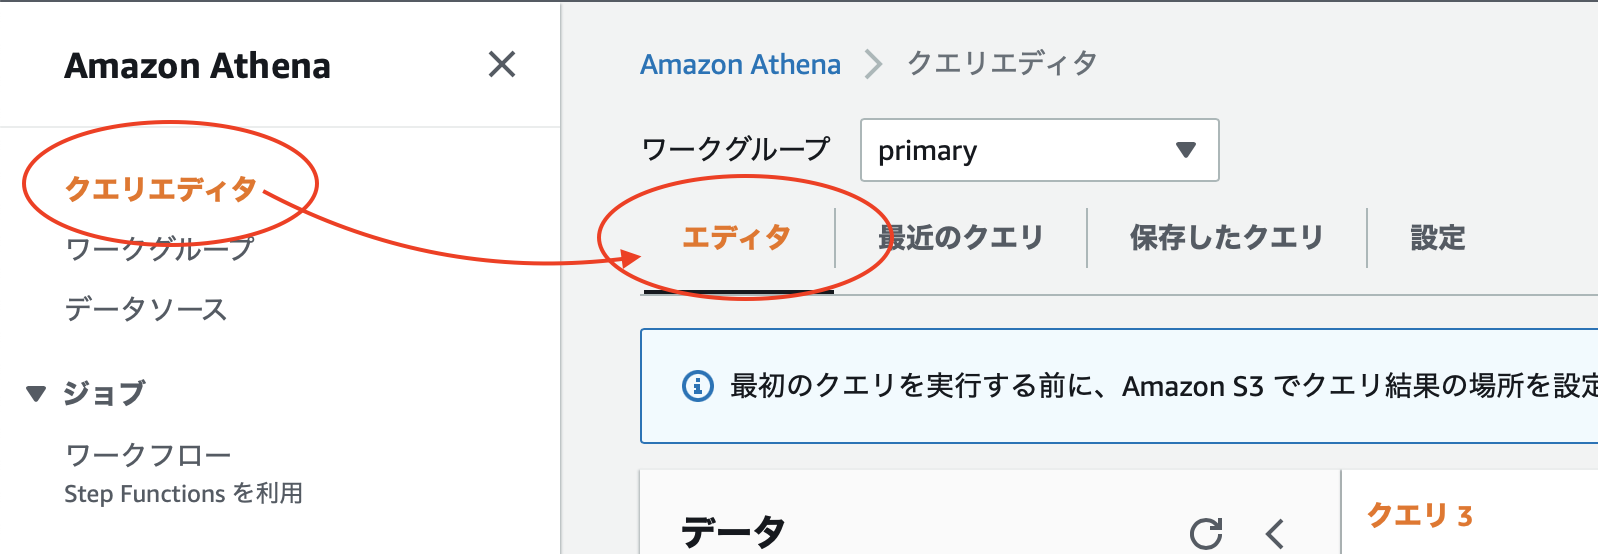 Amazon Athena
クエリエディタ
ワークグループ
データソース
ジョブ
ワークフロー
Step Functions を利用
Amazon Athena クエリエディタ
ワークグループ primary
エディタ 最近のクエリ 保存したクエリ 設定
最初のクエリを実行する前に、Amazon S3 でクエリ結果の場所を設定
データ
クエリ 3